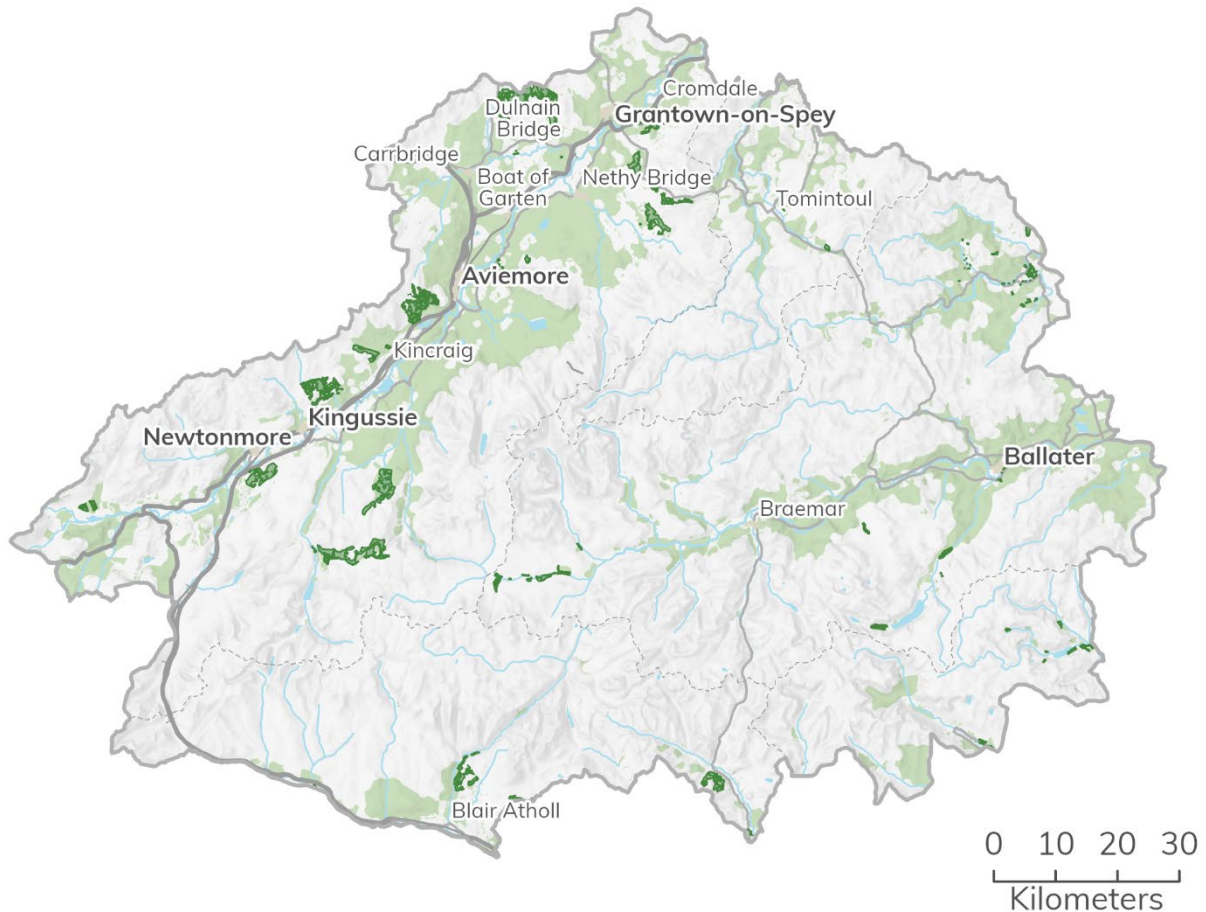 Cromdale
Grantown-on-Spey
Dulnain
Bridge
Carrbridge
Boat of
Garten
Nethy Bridge
Tomintoul
Aviemore
Kincraig
Kingussie
Newtonmore
Ballater
Braemar
Blair Atholl
0 10 20 30
Kilometers